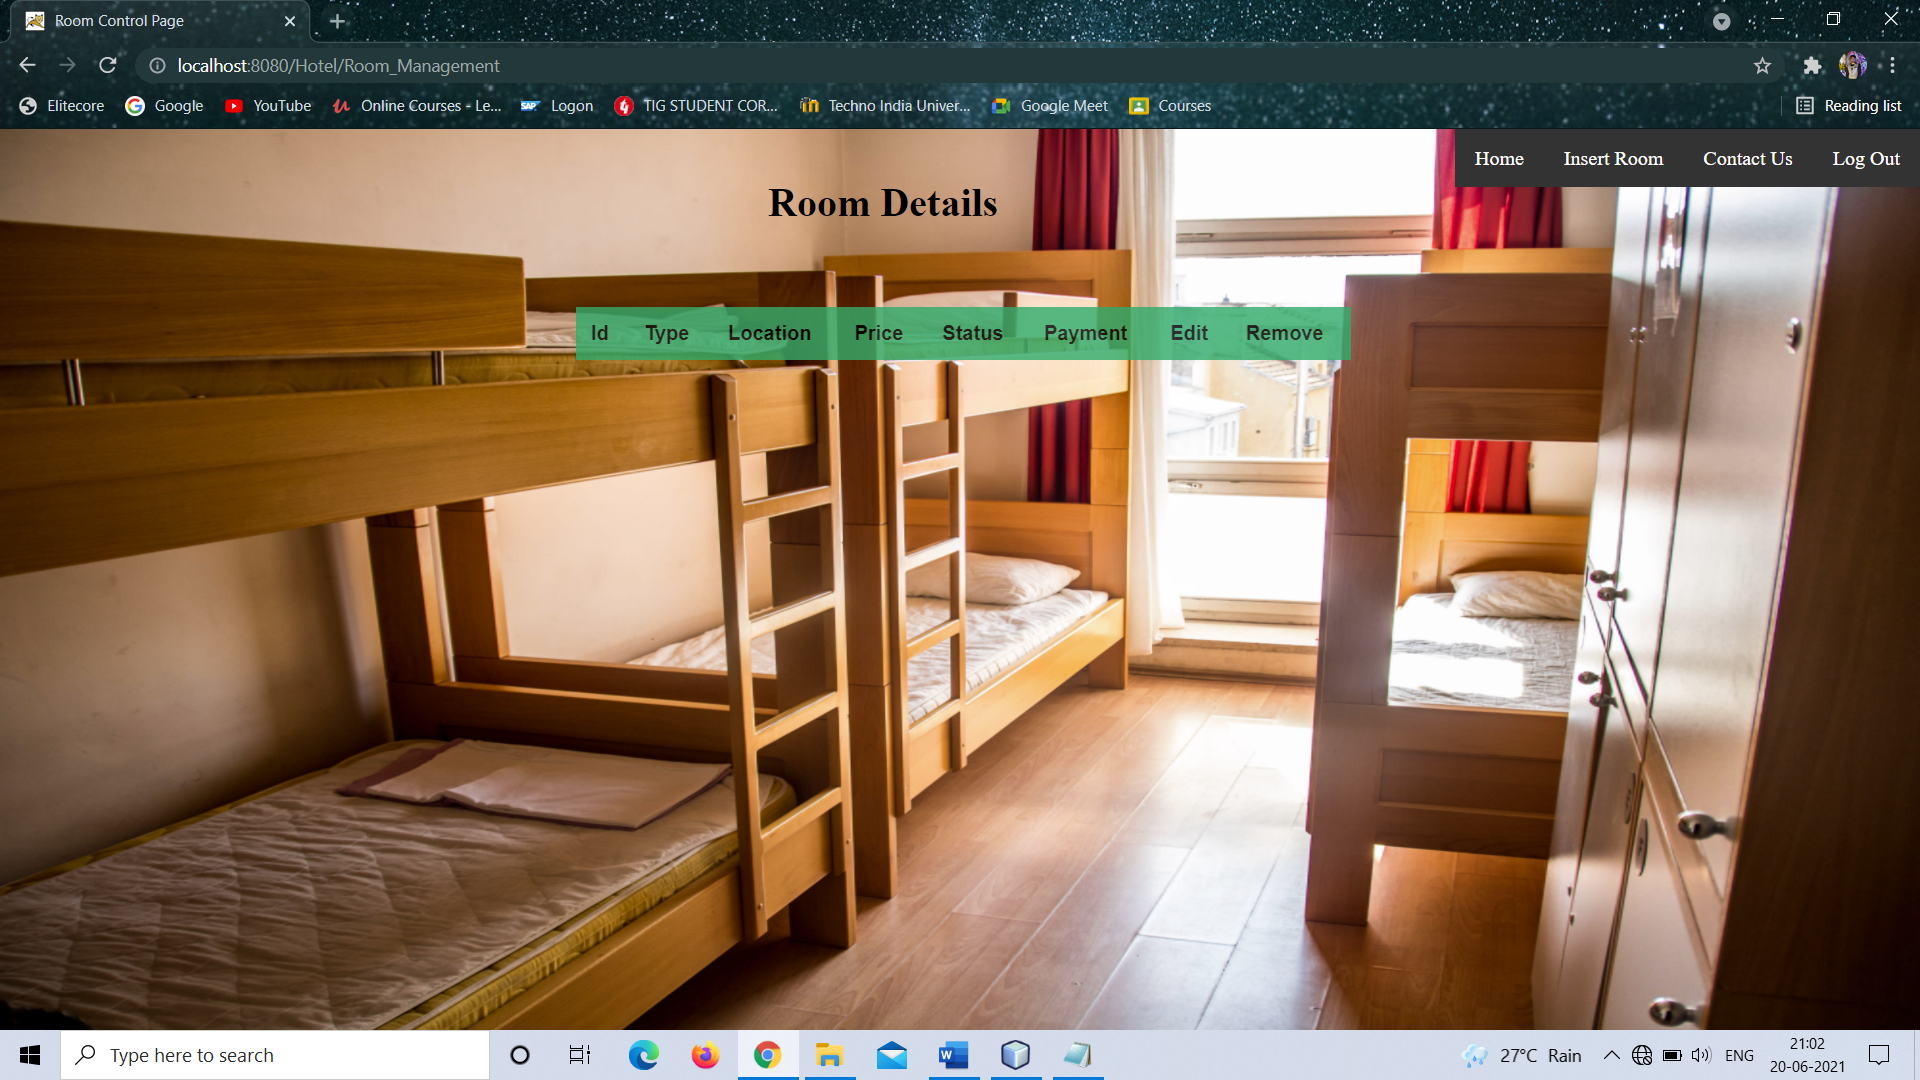 Room Control Page
localhost:8080/Hotel/Room_Management
Elitecore Google YouTube Online Courses - Le... Logon TIG STUDENT COR... Techno India Univer... Google Meet Courses Reading list
Home Insert Room Contact Us Log Out
Room Details
Id Type Location Price Status Payment Edit Remove
Type here to search
27°C Rain
ENG
21:02
20-06-2021